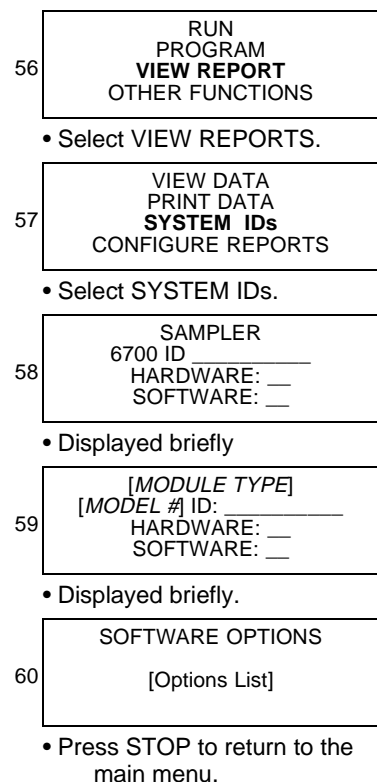 56
RUN
PROGRAM
VIEW REPORT
OTHER FUNCTIONS
• Select VIEW REPORTS.
57
VIEW DATA
PRINT DATA
SYSTEM IDs
CONFIGURE REPORTS
• Select SYSTEM IDs.
58
SAMPLER
6700 ID __________
HARDWARE: __
SOFTWARE: __
• Displayed briefly
59
[MODULE TYPE]
[MODEL #] ID: __________
HARDWARE: __
SOFTWARE: __
• Displayed briefly.
60
SOFTWARE OPTIONS
[Options List]
• Press STOP to return to the
main menu.